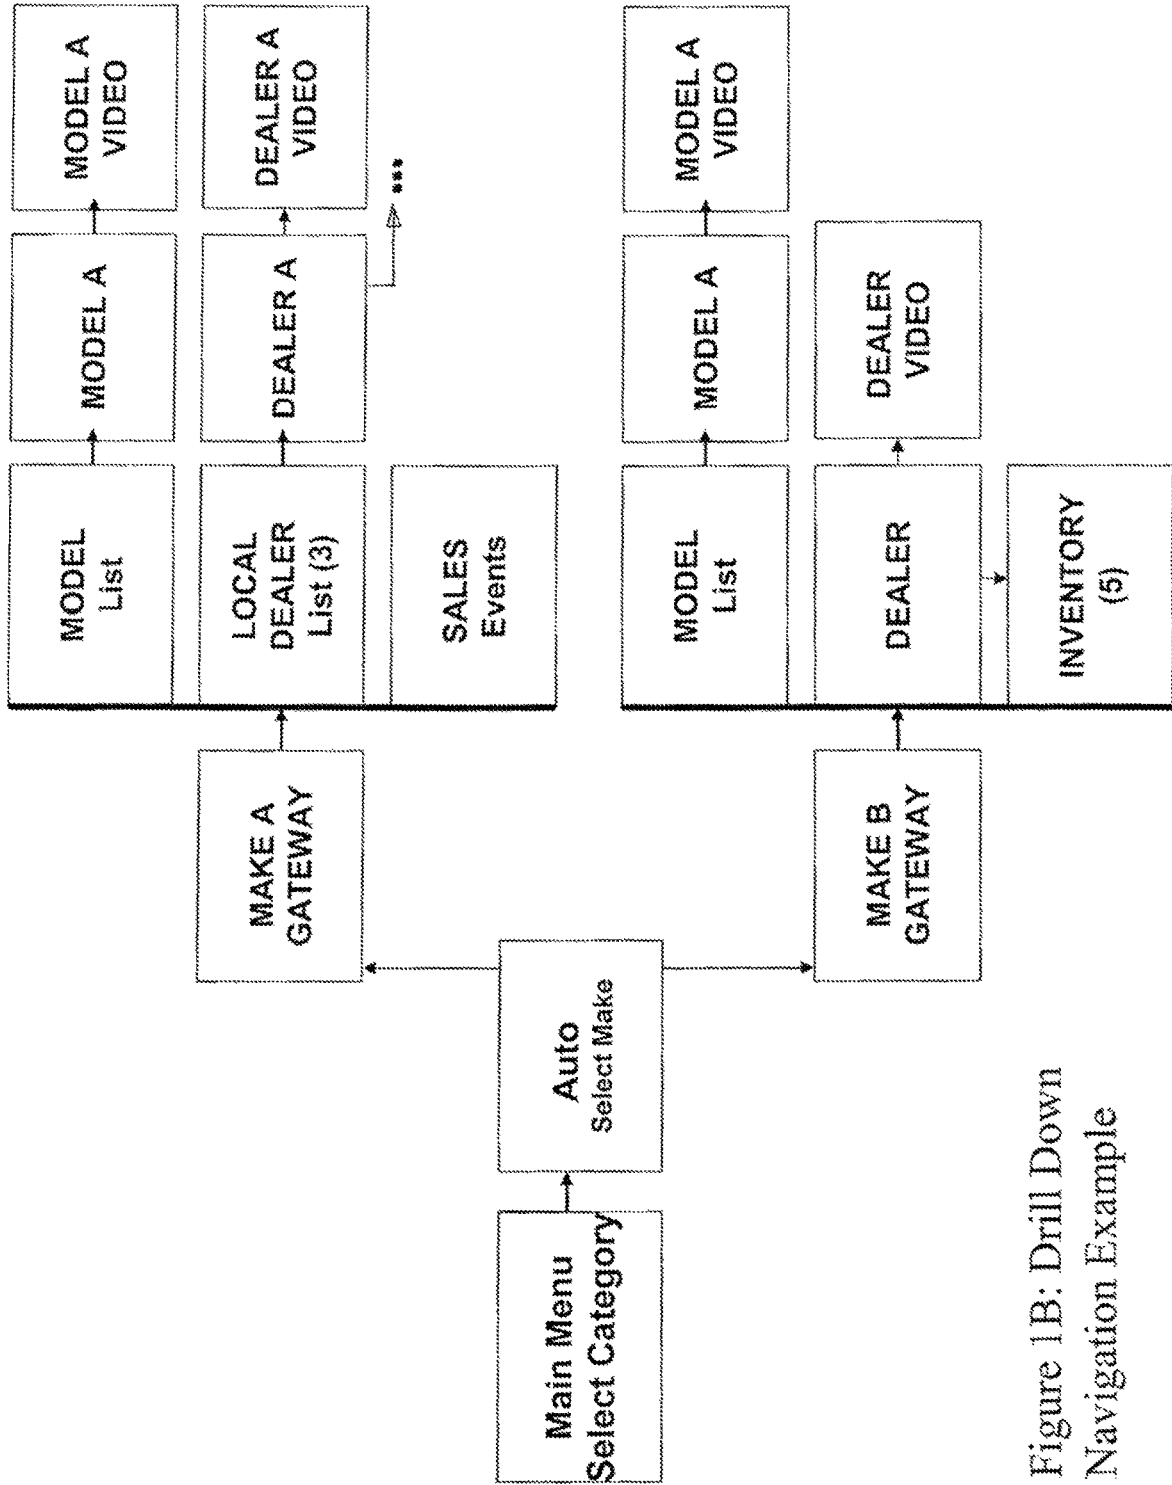 Main Menu
Select Category
Auto
Select Make
MAKE A
GATEWAY
MODEL
List
MODEL A
MODEL A
VIDEO
LOCAL
DEALER
List (3)
DEALER A
DEALER A
VIDEO
...
SALES
Events
MAKE B
GATEWAY
MODEL
List
MODEL A
MODEL A
VIDEO
DEALER
DEALER
VIDEO
INVENTORY
(5)
Figure 1B: Drill Down
Navigation Example